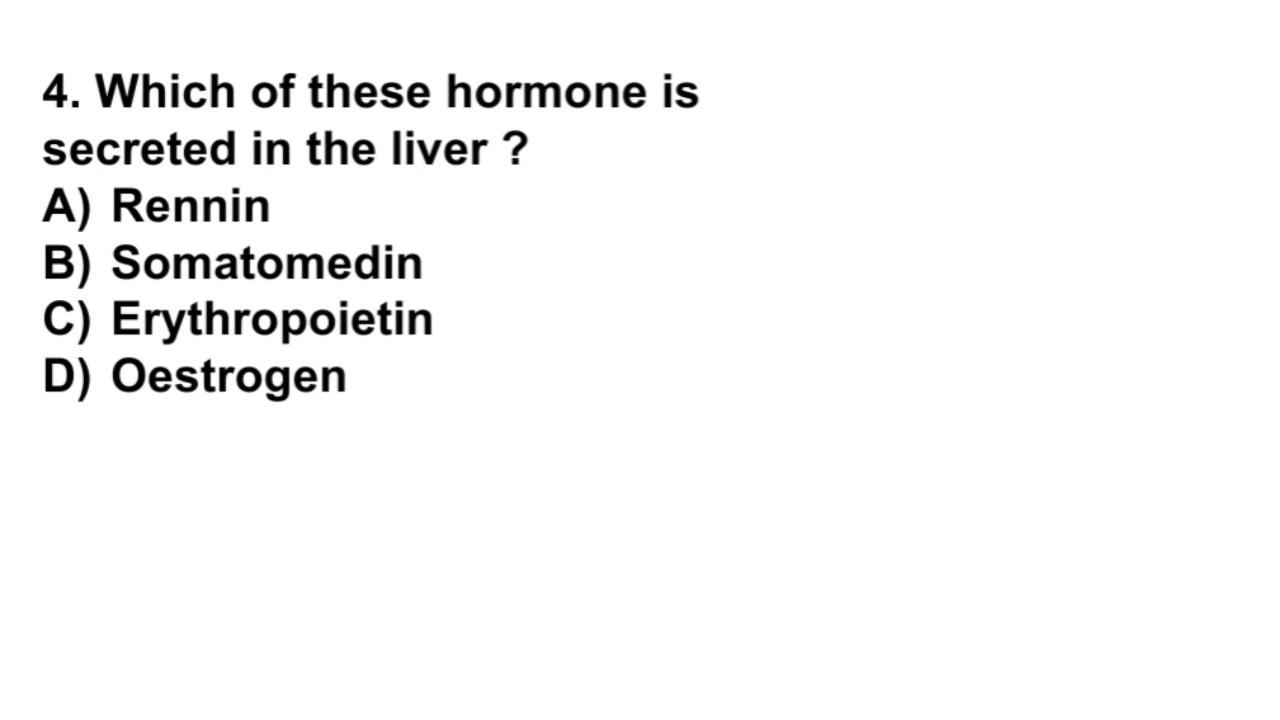 4. Which of these hormone is
secreted in the liver ?
A) Rennin
B) Somatomedin
C) Erythropoietin
D) Oestrogen